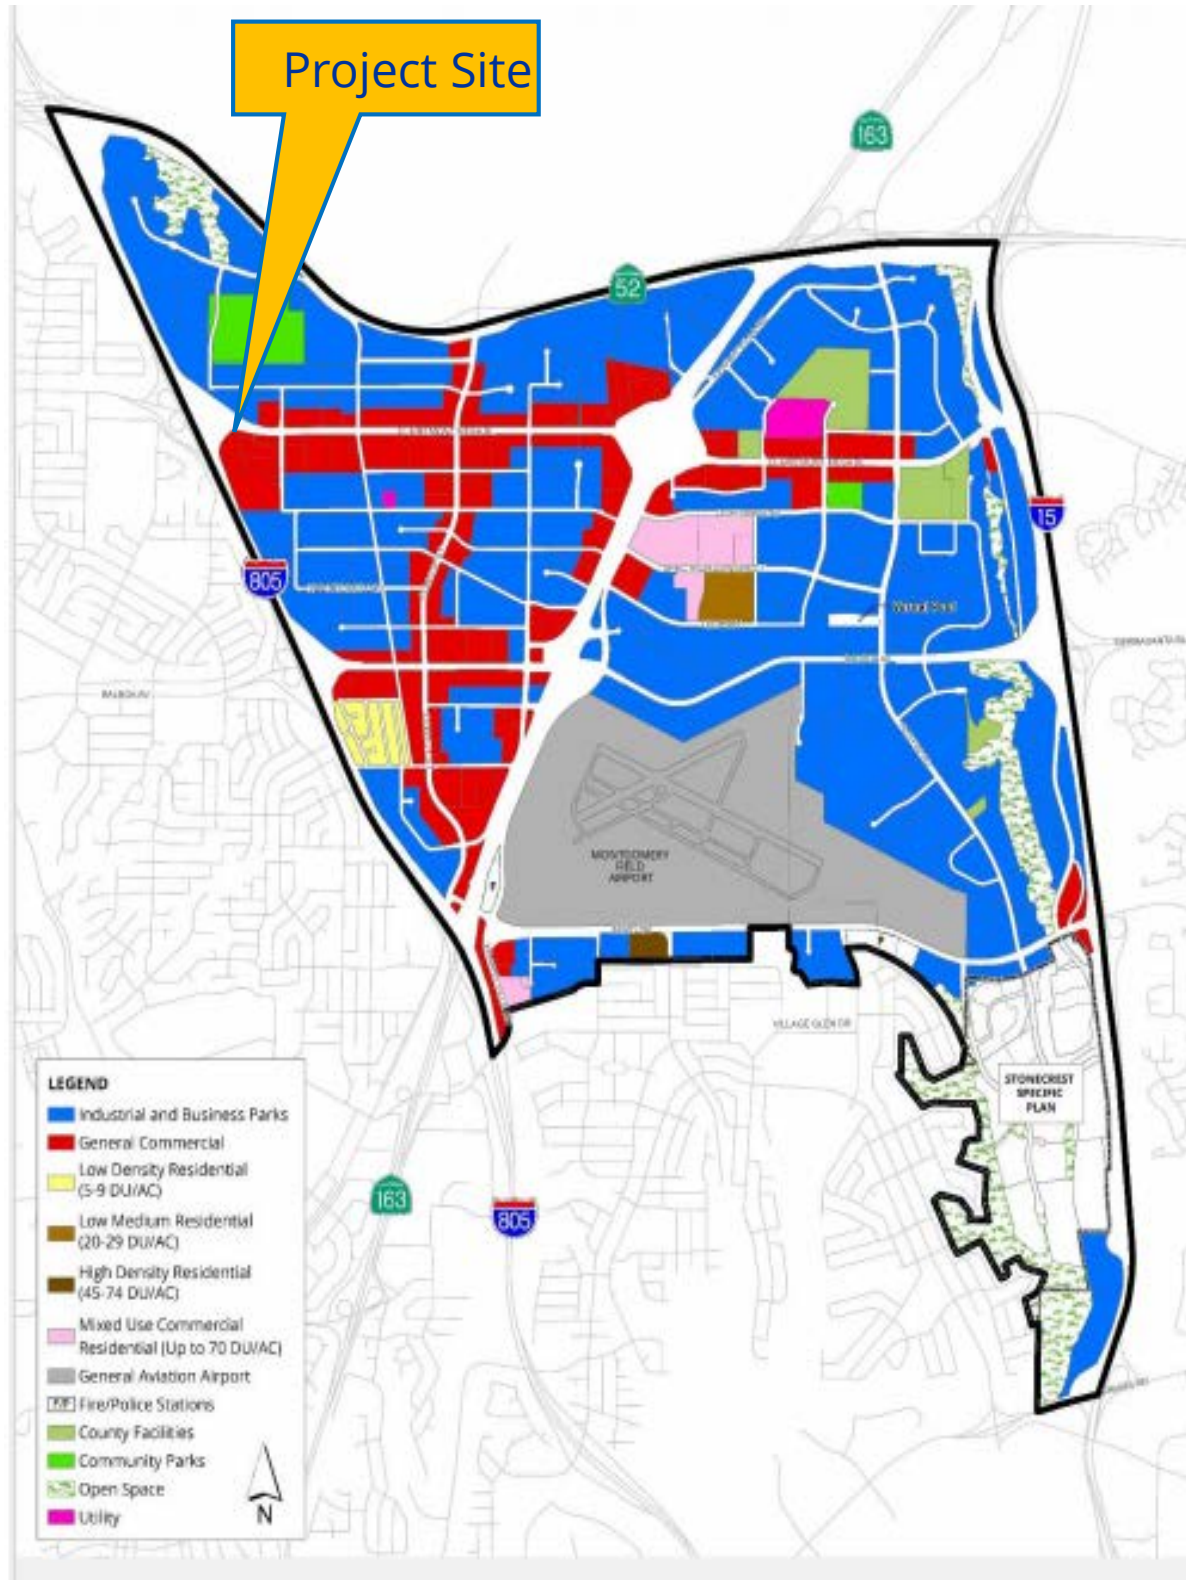 Project Site
163
52
15
805
BALBOA AV
MONTGOMERY
FIELD
AIRPORT
VILLAGE GLEN DR
STONECREST
SPECIFIC
PLAN
163
805
LEGEND
Industrial and Business Parks
General Commercial
Low Density Residential
(5-9 DU/AC)
Low Medium Residential
(20-29 DU/AC)
High Density Residential
(45-74 DU/AC)
Mixed Use Commercial
Residential (Up to 70 DU/AC)
General Aviation Airport
F/P Fire/Police Stations
County Facilities
Community Parks
Open Space
Utility
N